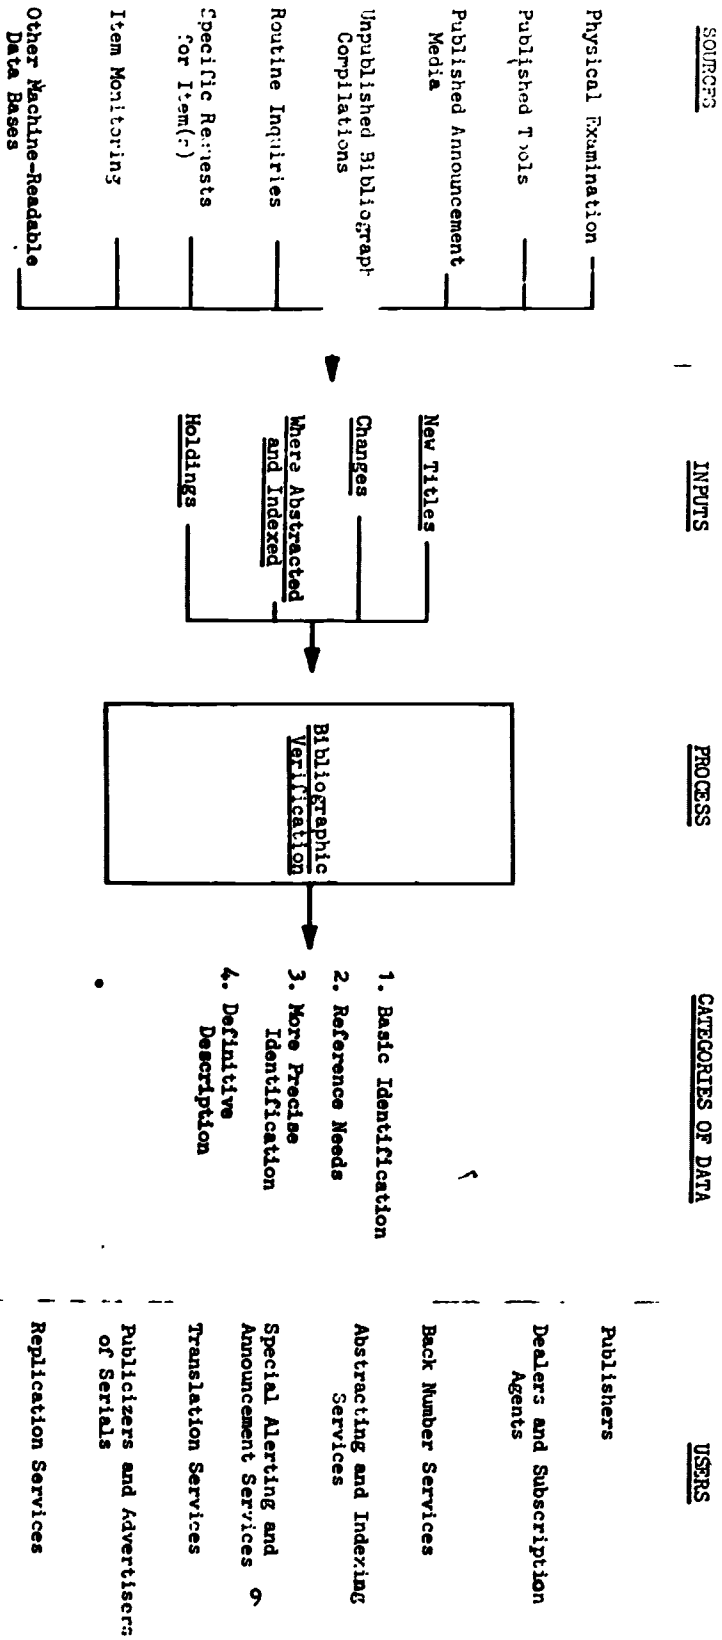 SOURCES
Physical Examination
Published Tools
Published Announcement
Media
Unpublished Bibliograph
Compilations
Routine Inquiries
Specific Requests
for Item(s)
Item Monitoring
Other Machine-Readable
Data Bases
INPUTS
New Titles
Changes
Where Abstracted
and Indexed
Holdings
PROCESS
Bibliographic
Verification
CATEGORIES OF DATA
1. Basic Identification
2. Reference Needs
3. More Precise
Identification
4. Definitive
Description
USERS
Publishers
Dealers and Subscription
Agents
Back Number Services
Abstracting and Indexing
Services
Special Alerting and
Announcement Services 9
Translation Services
Publicizers and Advertisers
of Serials
Replication Services